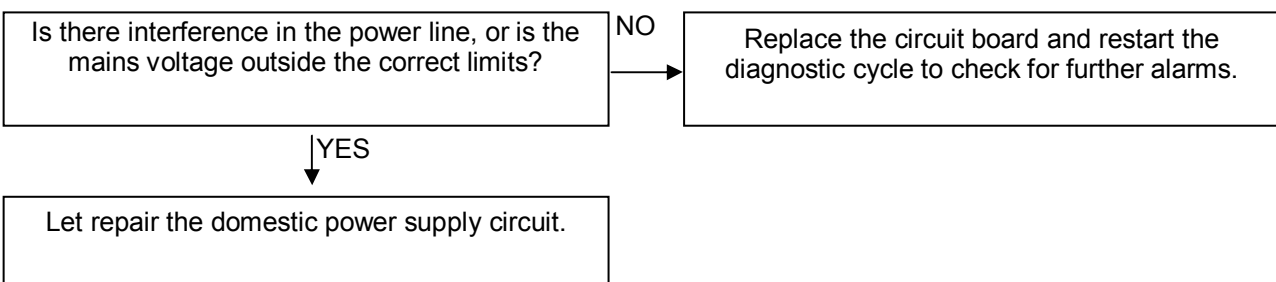 Is there interference in the power line, or is the
mains voltage outside the correct limits?
NO
Replace the circuit board and restart the
diagnostic cycle to check for further alarms.
YES
Let repair the domestic power supply circuit.